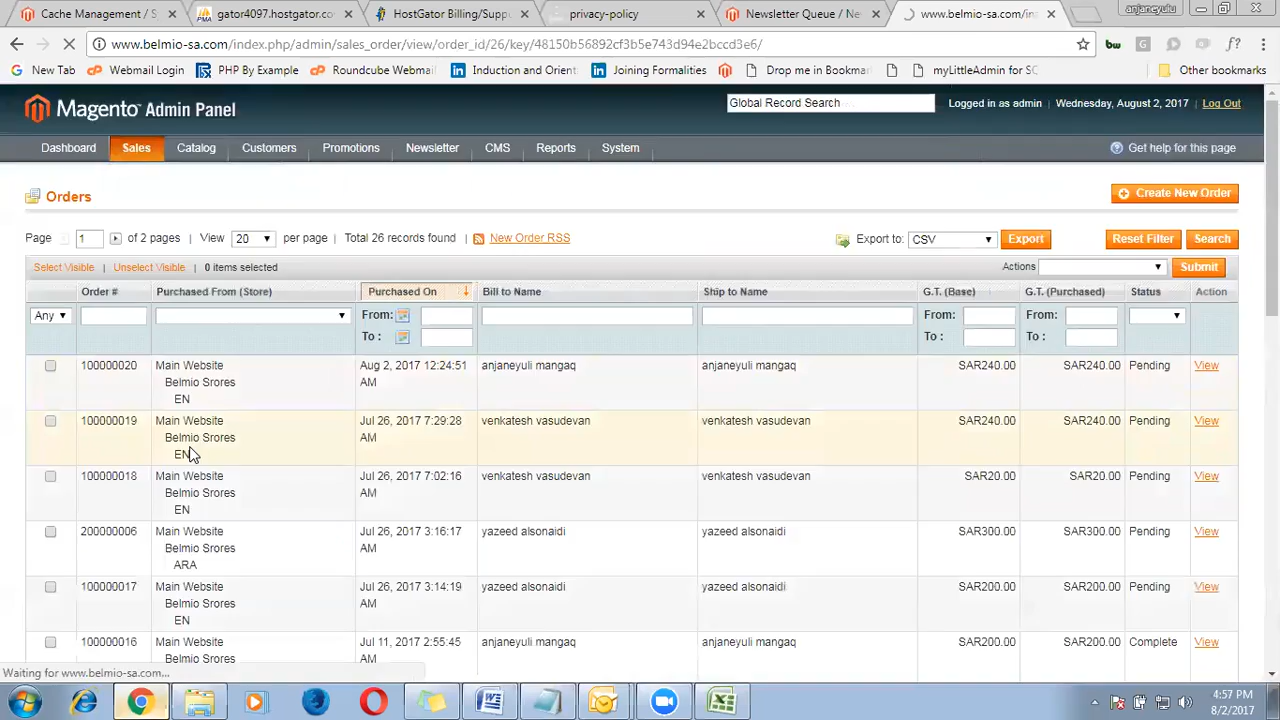 Cache Management / S
gator4097.hostgator.co
HostGator Billing/Suppo
privacy-policy
Newsletter Queue / Ne
www.belmio-sa.com/in
anjaneyulu
www.belmio-sa.com/index.php/admin/sales_order/view/order_id/26/key/48150b56892cf3b5e743d94e2bccd3e6/
New Tab
Webmail Login
PHP By Example
Roundcube Webmail
Induction and Orient
Joining Formalities
Drop me in Bookmar
myLittleAdmin for SC
Other bookmarks
Magento Admin Panel
Global Record Search
Logged in as admin | Wednesday, August 2, 2017 | Log Out
Dashboard Sales Catalog Customers Promotions Newsletter CMS Reports System
Get help for this page
Orders
Create New Order
Page 1 of 2 pages | View 20 per page | Total 26 records found | New Order RSS
Export to: CSV Export Reset Filter Search
Select Visible | Unselect Visible | 0 items selected
Actions Submit
Order # Purchased From (Store) Purchased On Bill to Name Ship to Name G.T. (Base) G.T. (Purchased) Status Action
Any From: From: From:
To : To : To :
100000020 Main Website Aug 2, 2017 12:24:51 anjaneyuli mangaq anjaneyuli mangaq SAR240.00 SAR240.00 Pending View
Belmio Srores AM
EN
100000019 Main Website Jul 26, 2017 7:29:28 venkatesh vasudevan venkatesh vasudevan SAR240.00 SAR240.00 Pending View
Belmio Srores AM
EN
100000018 Main Website Jul 26, 2017 7:02:16 venkatesh vasudevan venkatesh vasudevan SAR20.00 SAR20.00 Pending View
Belmio Srores AM
EN
200000006 Main Website Jul 26, 2017 3:16:17 yazeed alsonaidi yazeed alsonaidi SAR300.00 SAR300.00 Pending View
Belmio Srores AM
ARA
100000017 Main Website Jul 26, 2017 3:14:19 yazeed alsonaidi yazeed alsonaidi SAR200.00 SAR200.00 Pending View
Belmio Srores AM
EN
100000016 Main Website Jul 11, 2017 2:55:45 anjaneyuli mangaq anjaneyuli mangaq SAR200.00 SAR200.00 Complete View
Belmio Srores AM
Waiting for www.belmio-sa.com...
4:57 PM
8/2/2017